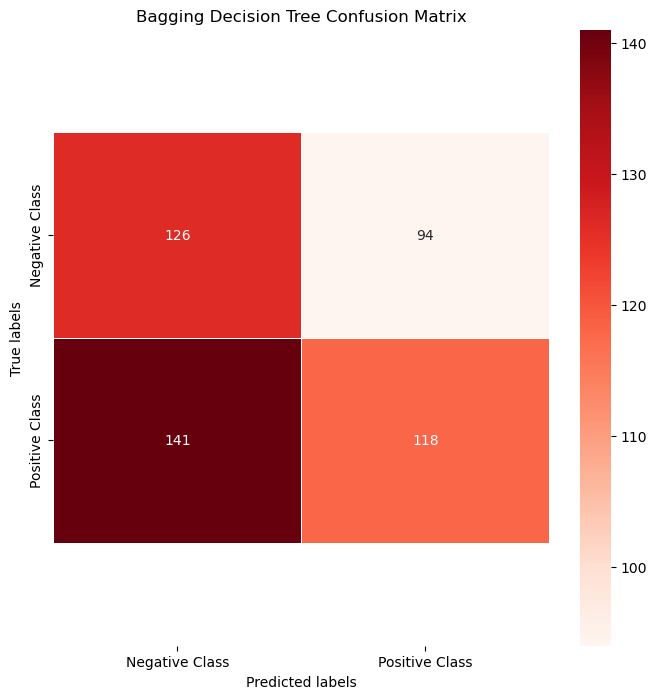 Bagging Decision Tree Confusion Matrix
True labels
Negative Class
Positive Class
126
94
141
118
Negative Class
Positive Class
Predicted labels
140
130
120
110
100